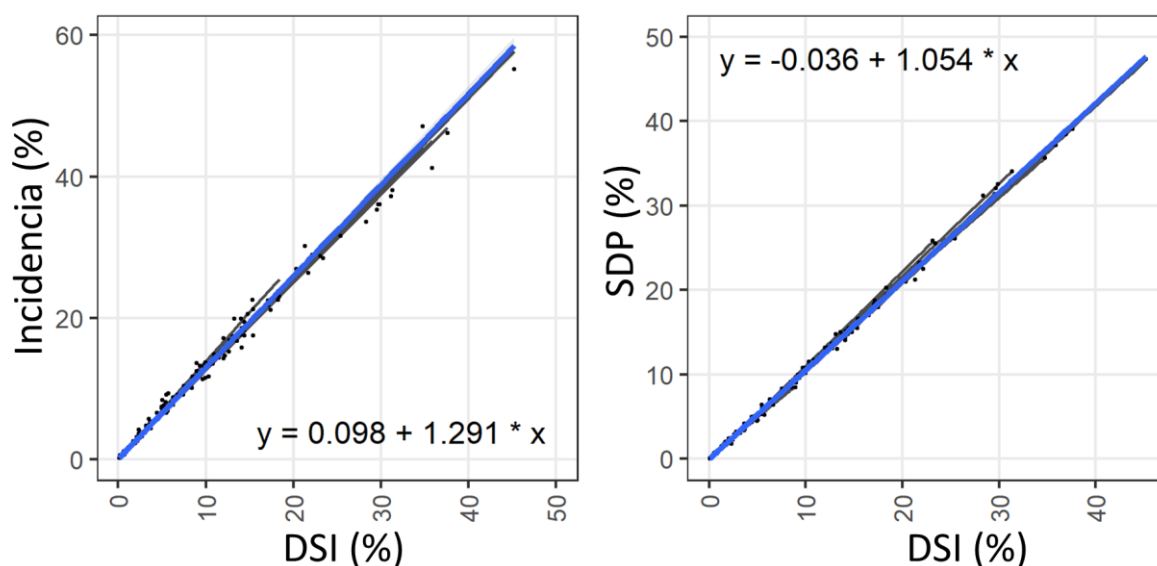 Incidencia (%)
60
40
20
0
y = 0.098 + 1.291 * x
0 10 20 30 40 50
DSI (%)
SDP (%)
50
40
30
20
10
0
y = -0.036 + 1.054 * x
0 10 20 30 40
DSI (%)